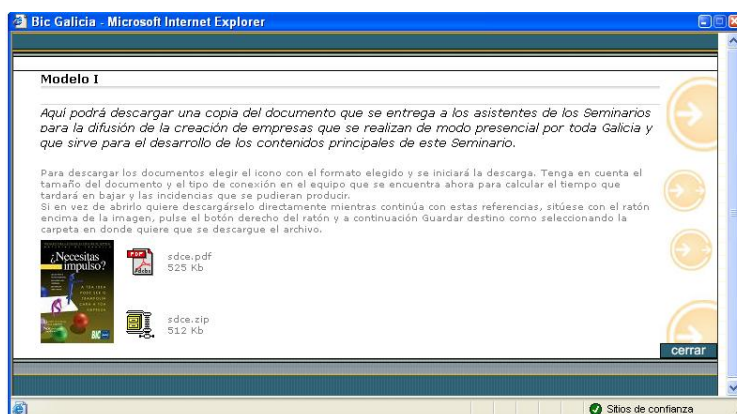 Bic Galicia - Microsoft Internet Explorer
Modelo I
Aquí podrá descargar una copia del documento que se entrega a los asistentes de los Seminarios
para la difusión de la creación de empresas que se realizan de modo presencial por toda Galicia y
que sirve para el desarrollo de los contenidos principales de este Seminario.
Para descargar los documentos elegir el icono con el formato elegido y se iniciará la descarga. Tenga en cuenta el
tamaño del documento y el tipo de conexión en el equipo que se encuentra ahora para calcular el tiempo que
tardará en bajar y las incidencias que se pudieran producir.
Si en vez de abrirlo quiere descargárselo directamente mientras continúa con estas referencias, sitúese con el ratón
encima de la imagen, pulse el botón derecho del ratón y a continuación Guardar destino como seleccionando la
carpeta en donde quiere que se descargue el archivo.
¿Necesitas
un impulso?
A TÚA IDEA
BIC
PDF
Adobe
sdce.pdf
525 Kb
sdce.zip
512 Kb
cerrar
Sitios de confianza